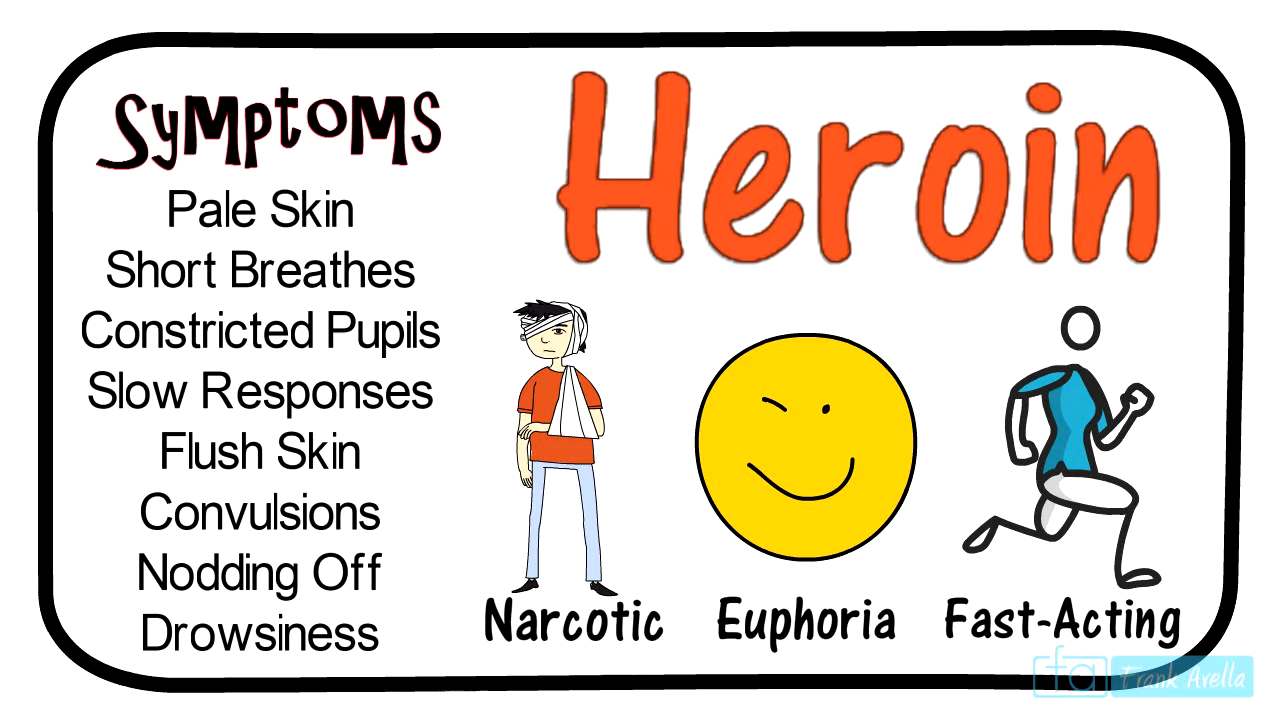 Symptoms
Pale Skin
Short Breathes
Constricted Pupils
Slow Responses
Flush Skin
Convulsions
Nodding Off
Drowsiness
Heroin
Narcotic
Euphoria
Fast-Acting
fa Frank Avella